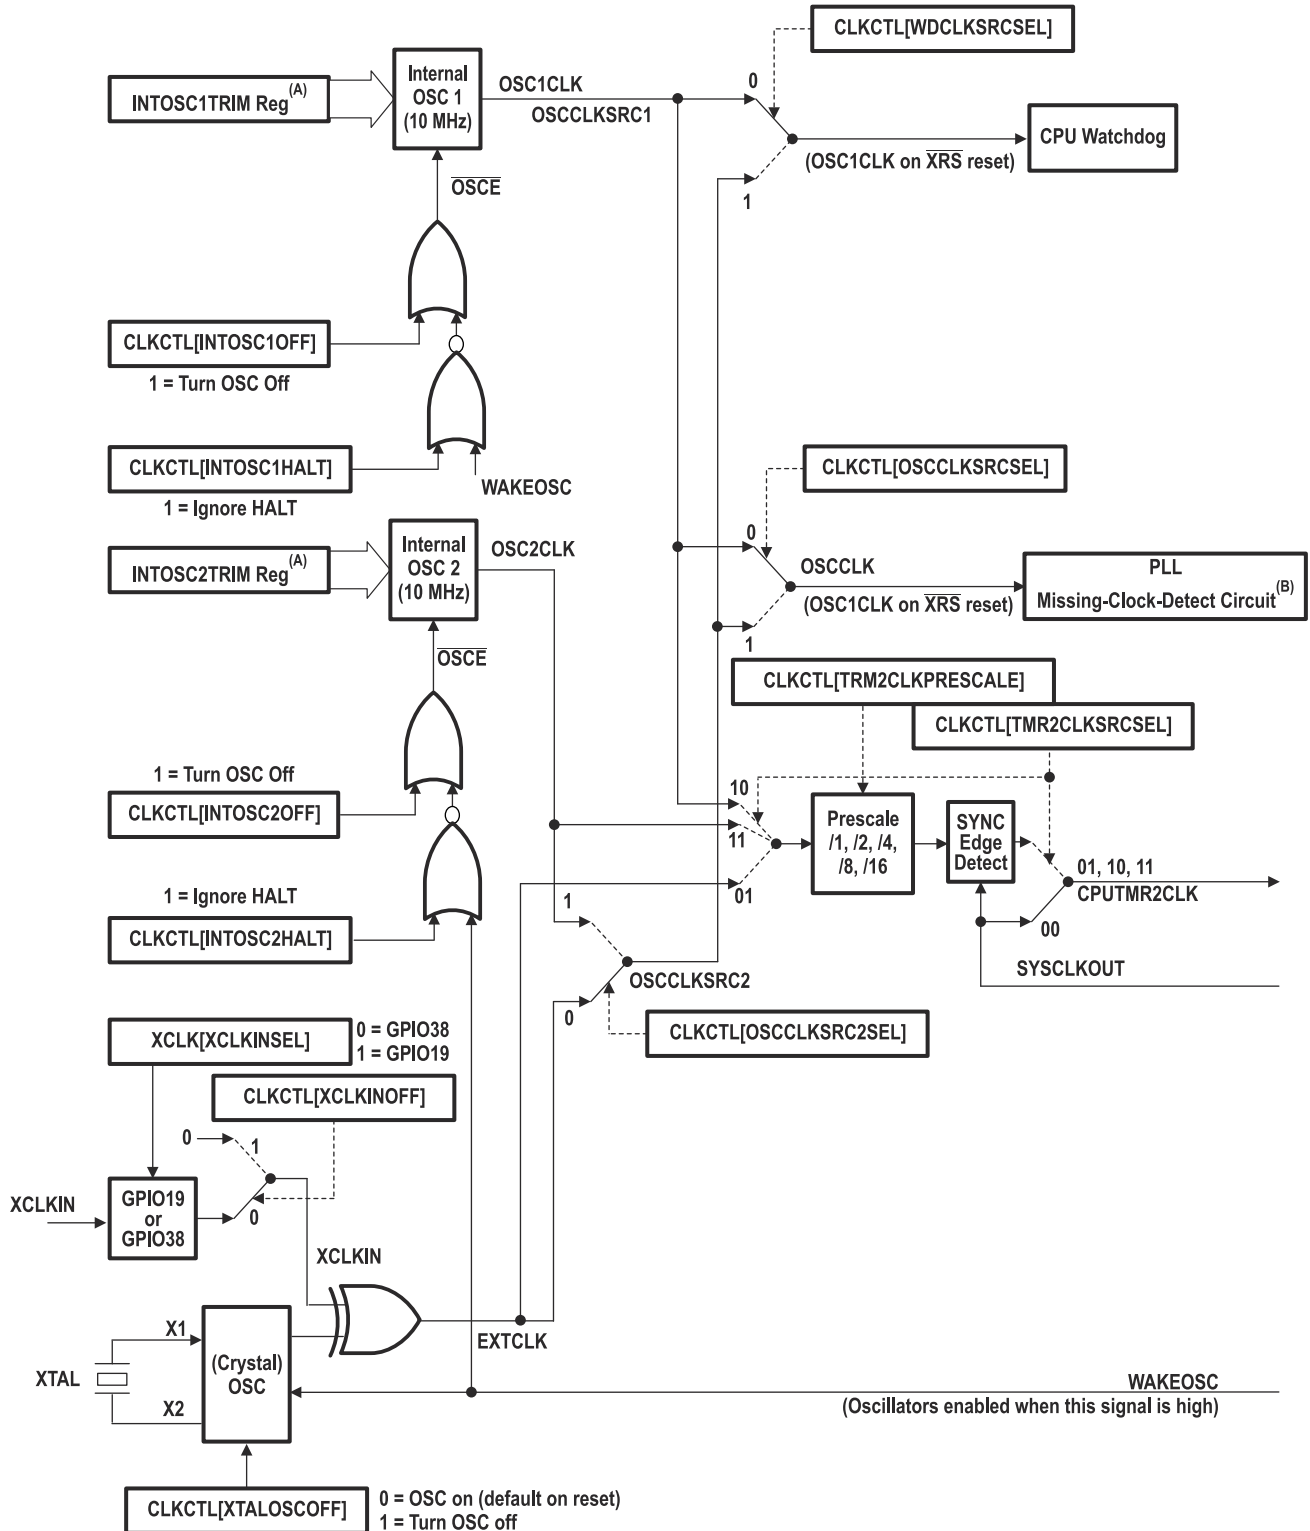 CLKCTL[WDCLKSRCSEL]
INTOSC1TRIM Reg(A)
Internal
OSC 1
(10 MHz)
OSC1CLK
OSCCLKSRC1
0
1
(OSC1CLK on XRS reset)
CPU Watchdog
OSCE
CLKCTL[INTOSC1OFF]
1 = Turn OSC Off
CLKCTL[INTOSC1HALT]
1 = Ignore HALT
WAKEOSC
CLKCTL[OSCCLKSRCSEL]
INTOSC2TRIM Reg(A)
Internal
OSC 2
(10 MHz)
OSC2CLK
0
1
OSCCLK
(OSC1CLK on XRS reset)
PLL
Missing-Clock-Detect Circuit(B)
OSCE
CLKCTL[TRM2CLKPRESCALE]
CLKCTL[TMR2CLKSRCSEL]
1 = Turn OSC Off
CLKCTL[INTOSC2OFF]
10
11
01
Prescale
/1, /2, /4,
/8, /16
SYNC
Edge
Detect
01, 10, 11
CPUTMR2CLK
00
SYSCLKOUT
1 = Ignore HALT
CLKCTL[INTOSC2HALT]
1
0
OSCCLKSRC2
CLKCTL[OSCCLKSRC2SEL]
XCLK[XCLKINSEL]
0 = GPIO38
1 = GPIO19
CLKCTL[XCLKINOFF]
0
1
0
XCLKIN
GPIO19
or
GPIO38
XCLKIN
EXTCLK
XTAL
X1
X2
(Crystal)
OSC
WAKEOSC
(Oscillators enabled when this signal is high)
CLKCTL[XTALOSCOFF]
0 = OSC on (default on reset)
1 = Turn OSC off